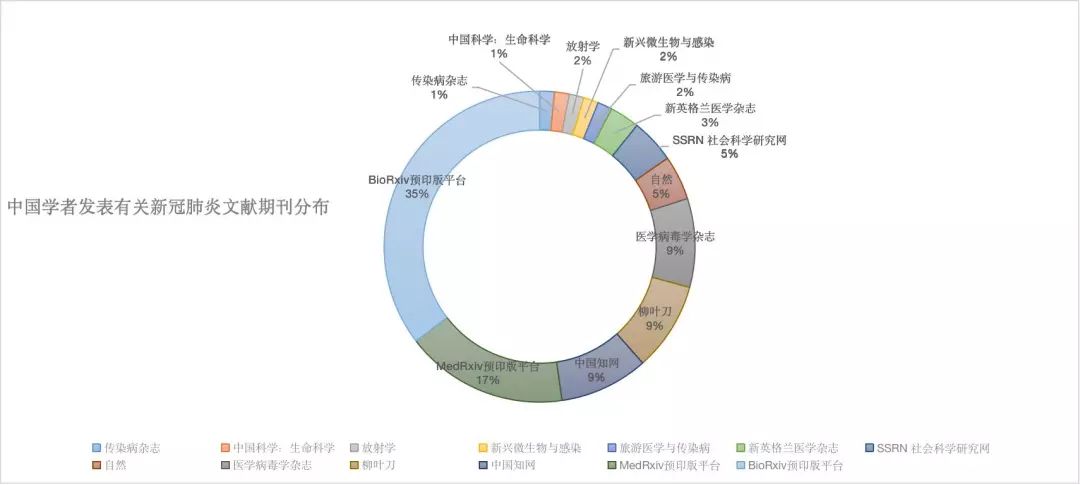 中国科学：生命科学
1%
放射学
2%
新兴微生物与感染
2%
传染病杂志
1%
旅游医学与传染病
2%
新英格兰医学杂志
3%
SSRN 社会科学研究网
5%
BioRxiv预印版平台
35%
自然
5%
中国学者发表有关新冠肺炎文献期刊分布
医学病毒学杂志
9%
柳叶刀
9%
中国知网
9%
MedRxiv预印版平台
17%
传染病杂志 中国科学：生命科学 放射学 新兴微生物与感染 旅游医学与传染病 新英格兰医学杂志 SSRN 社会科学研究网
自然 医学病毒学杂志 柳叶刀 中国知网 MedRxiv预印版平台 BioRxiv预印版平台